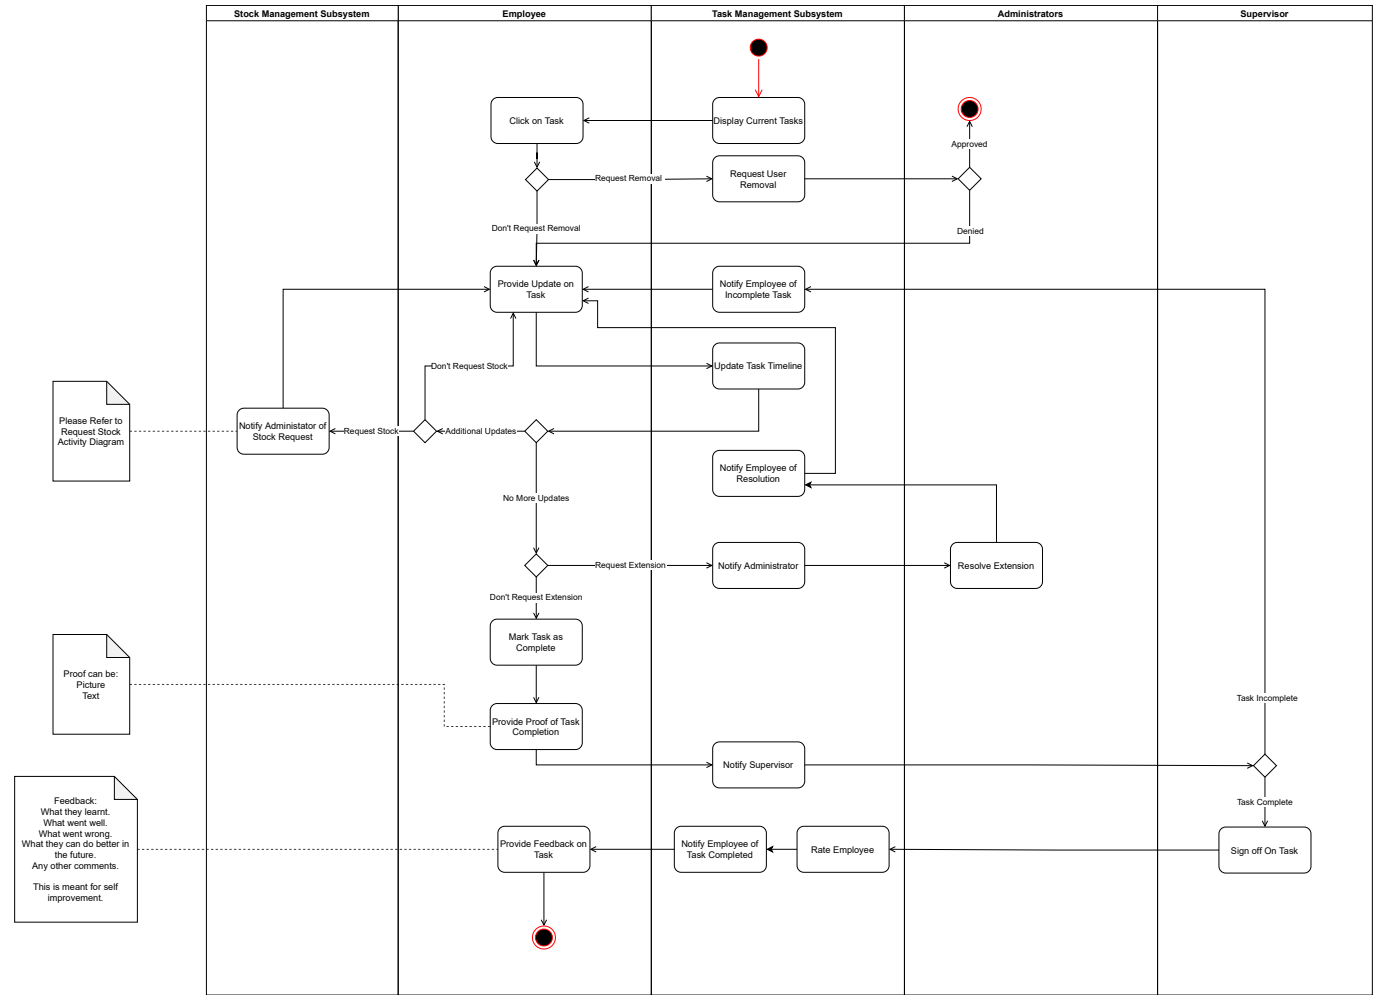 Stock Management Subsystem
Employee
Task Management Subsystem
Administrators
Supervisor
Click on Task
Display Current Tasks
Approved
Request Removal
Request User
Removal
Don't Request Removal
Denied
Provide Update on
Task
Notify Employee of
Incomplete Task
Don't Request Stock
Update Task Timeline
Please Refer to
Request Stock
Activity Diagram
Notify Administator of
Stock Request
Request Stock
Additional Updates
Notify Employee of
Resolution
No More Updates
Request Extension
Notify Administrator
Resolve Extension
Don't Request Extension
Mark Task as
Complete
Proof can be:
Picture
Text
Task Incomplete
Provide Proof of Task
Completion
Notify Supervisor
Task Complete
Feedback:
What they learnt.
What went well.
What went wrong.
What they can do better in
the future.
Any other comments.
This is meant for self
improvement.
Provide Feedback on
Task
Notify Employee of
Task Completed
Rate Employee
Sign off On Task